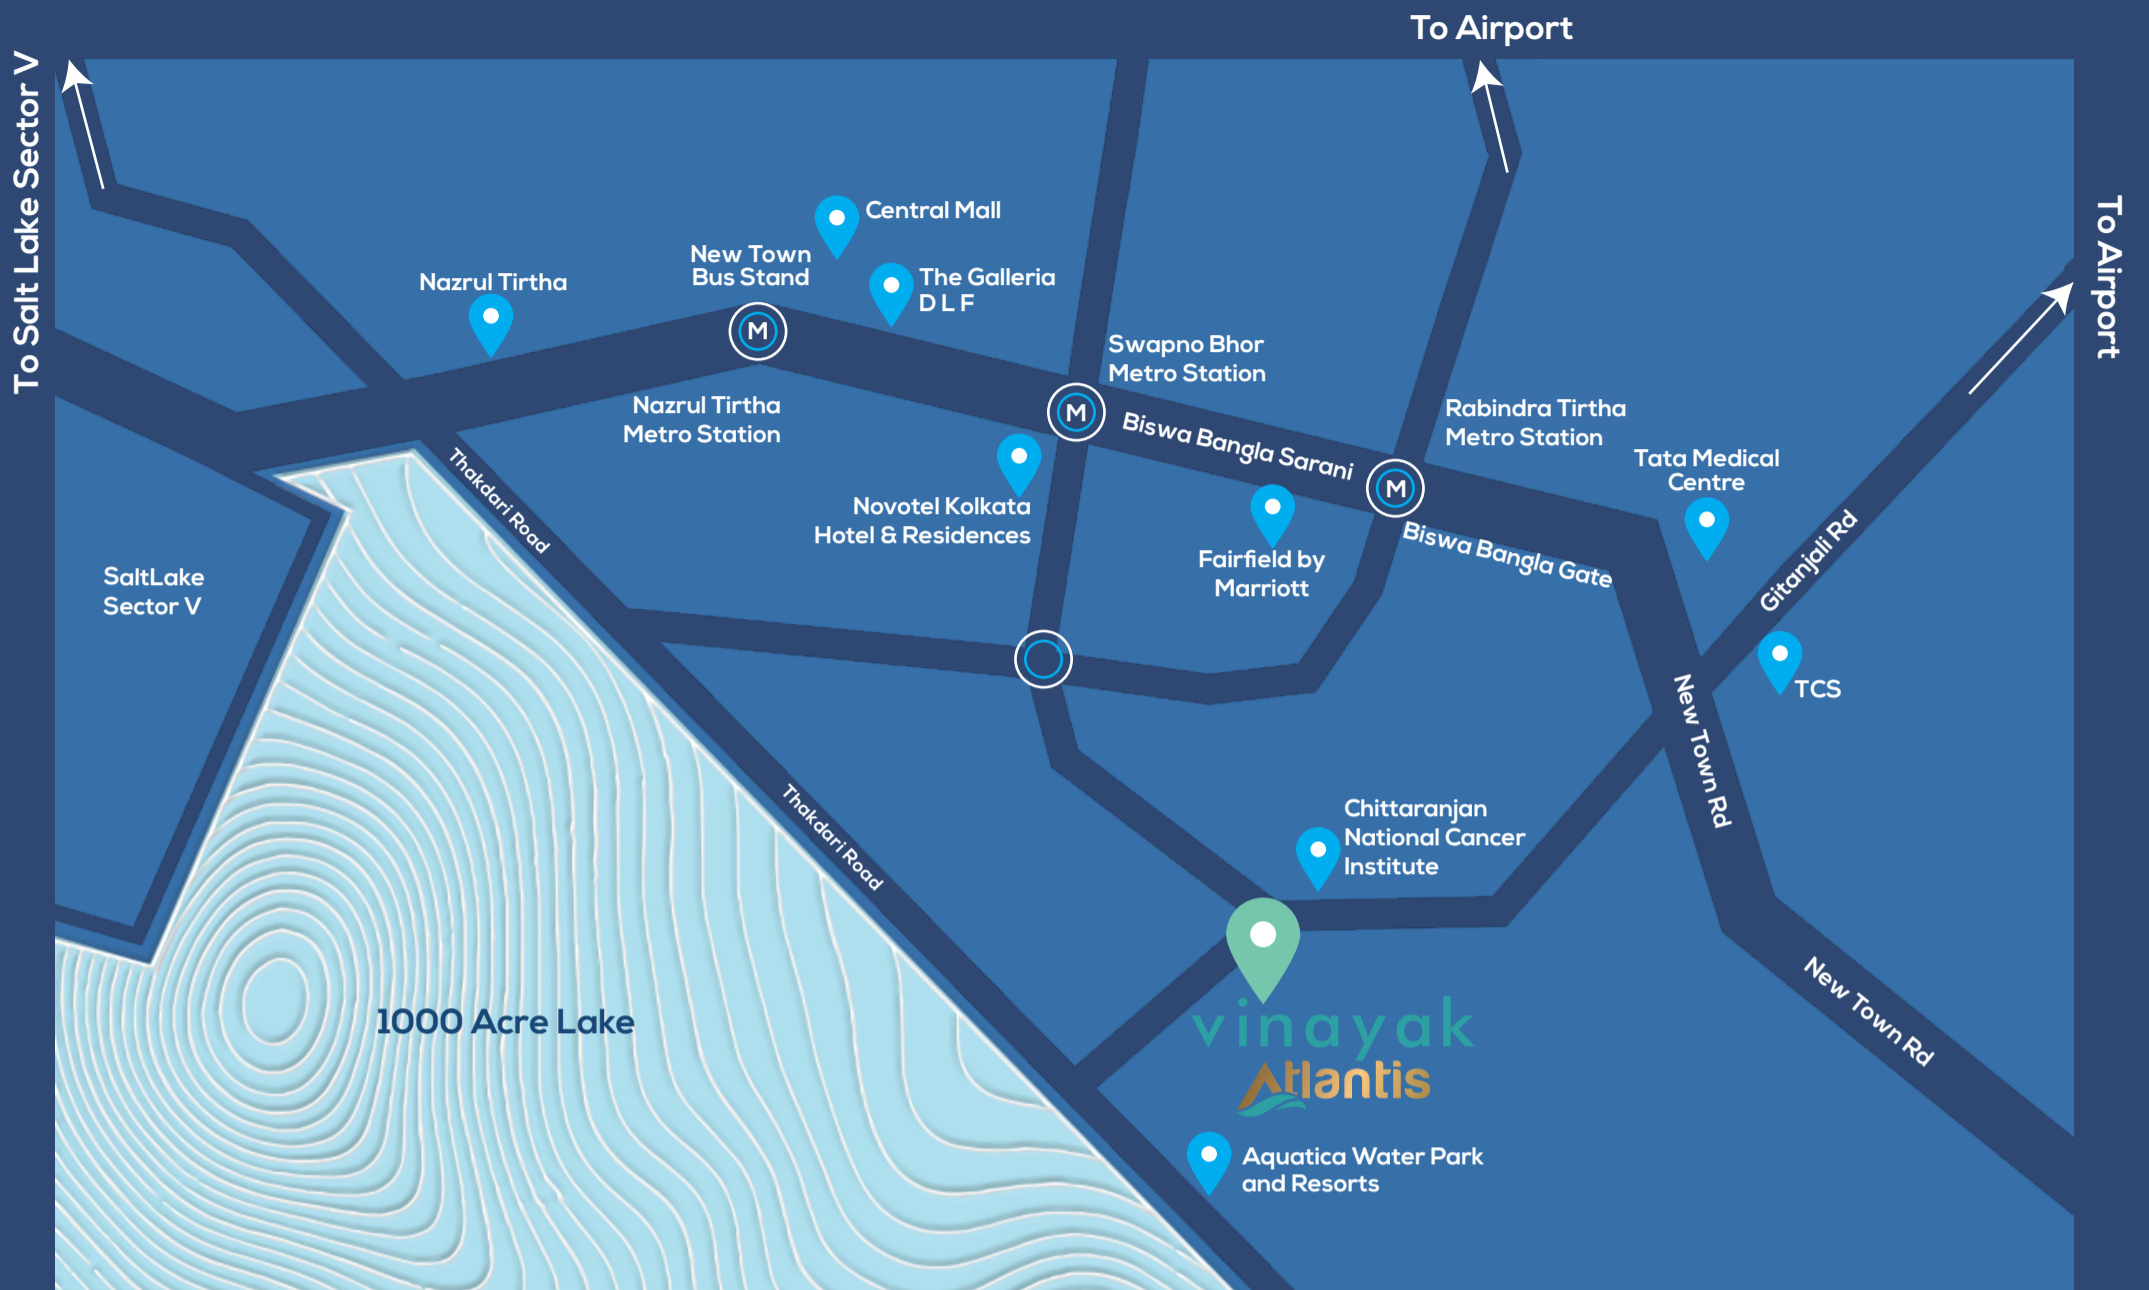 To Airport
To Salt Lake Sector V
To Airport
Central Mall
New Town
Bus Stand
The Galleria
D L F
Nazrul Tirtha
M
Swapno Bhor
Metro Station
Nazrul Tirtha
Metro Station
M
Biswa Bangla Sarani
Rabindra Tirtha
Metro Station
M
Tata Medical
Centre
Thakdari Road
Novotel Kolkata
Hotel & Residences
Fairfield by
Marriott
Biswa Bangla Gate
Gitanjali Rd
SaltLake
Sector V
TCS
New Town Rd
Thakdari Road
Chittaranjan
National Cancer
Institute
New Town Rd
1000 Acre Lake
vinayak
Atlantis
Aquatica Water Park
and Resorts